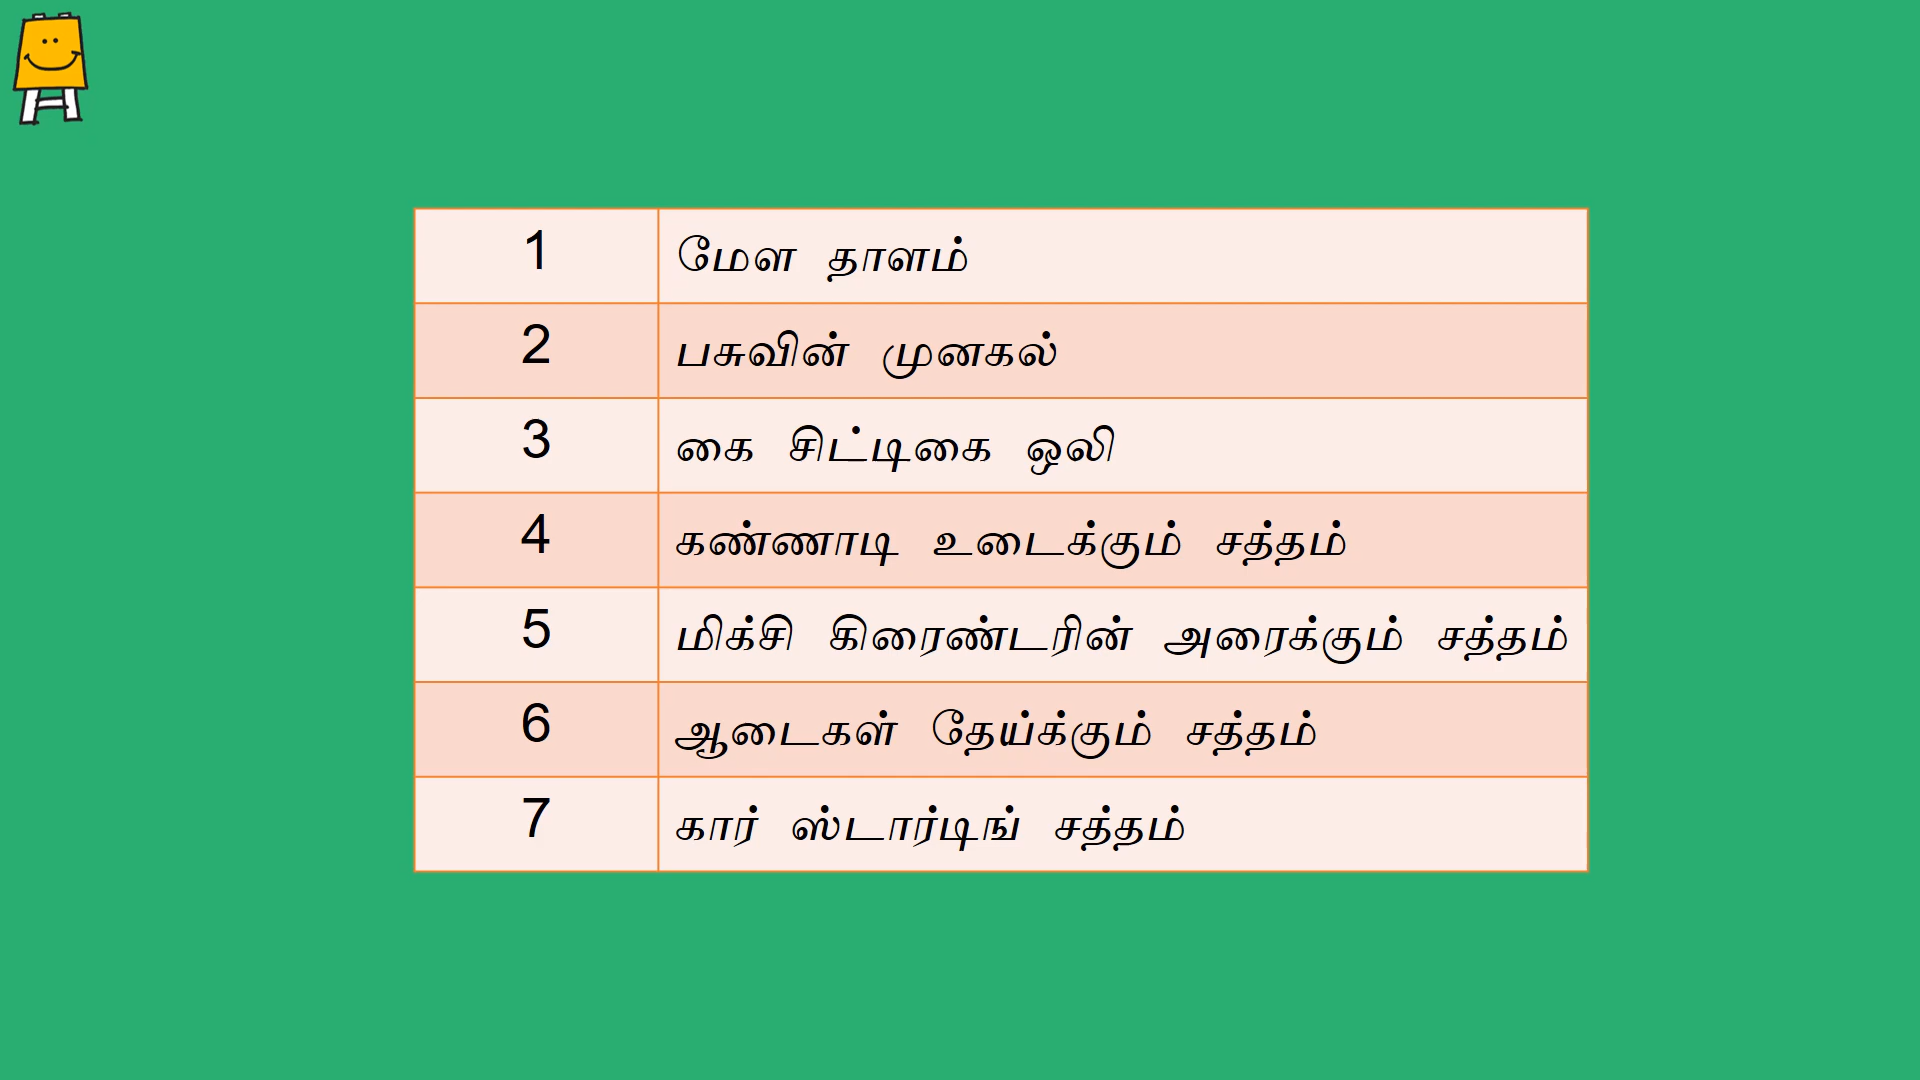 1 மேள தாளம்
2 பசுவின் முனகல்
3 கை சிட்டிகை ஒலி
4 கண்ணாடி உடைக்கும் சத்தம்
5 மிக்சி கிரைண்டரின் அரைக்கும் சத்தம்
6 ஆடைகள் தேய்க்கும் சத்தம்
7 கார் ஸ்டார்டிங் சத்தம்